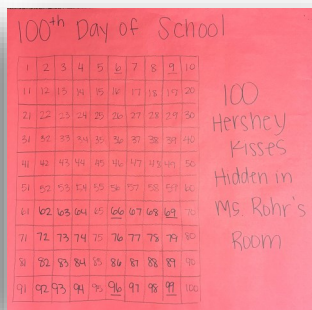 100th Day of School
1 2 3 4 5 6 7 8 9 10
11 12 13 14 15 16 17 18 19 20
21 22 23 24 25 26 27 28 29 30
31 32 33 34 35 36 37 38 39 40
41 42 43 44 45 46 47 48 49 50
51 52 53 54 55 56 57 58 59 60
61 62 63 64 65 66 67 68 69 70
71 72 73 74 75 76 77 78 79 80
81 82 83 84 85 86 87 88 89 90
91 92 93 94 95 96 97 98 99 100
100
Hershey
Kisses
Hidden in
Ms. Rohr's
Room